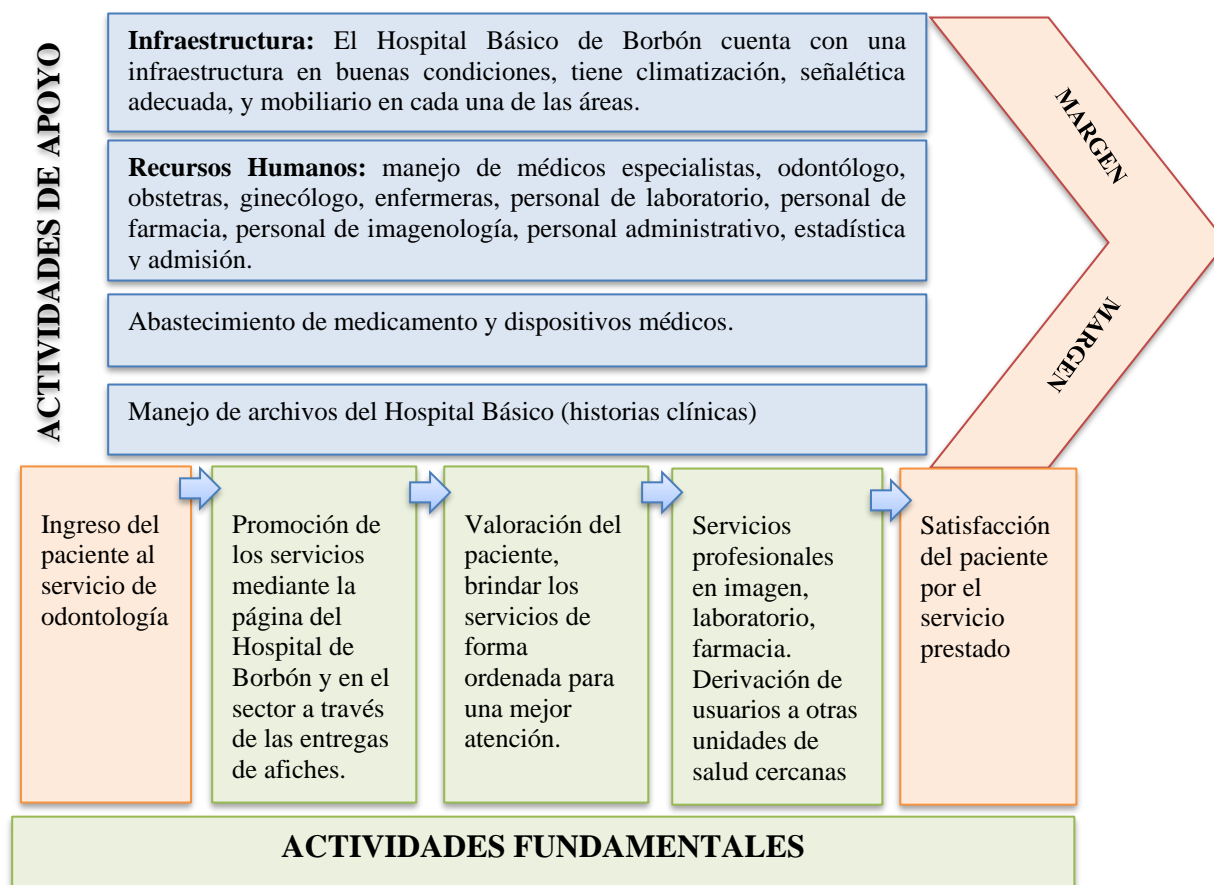 ACTIVIDADES DE APOYO
Infraestructura: El Hospital Básico de Borbón cuenta con una
infraestructura en buenas condiciones, tiene climatización, señalética
adecuada, y mobiliario en cada una de las áreas.
Recursos Humanos: manejo de médicos especialistas, odontólogo,
obstetras, ginecólogo, enfermeras, personal de laboratorio, personal de
farmacia, personal de imagenología, personal administrativo, estadística
y admisión.
Abastecimiento de medicamento y dispositivos médicos.
Manejo de archivos del Hospital Básico (historias clínicas)
MARGEN
MARGEN
Ingreso del
paciente al
servicio de
odontología
Promoción de
los servicios
mediante la
página del
Hospital de
Borbón y en el
sector a través
de las entregas
de afiches.
Valoración del
paciente,
brindar los
servicios de
forma
ordenada para
una mejor
atención.
Servicios
profesionales
en imagen,
laboratorio,
farmacia.
Derivación de
usuarios a otras
unidades de
salud cercanas
Satisfacción
del paciente
por el
servicio
prestado
ACTIVIDADES FUNDAMENTALES